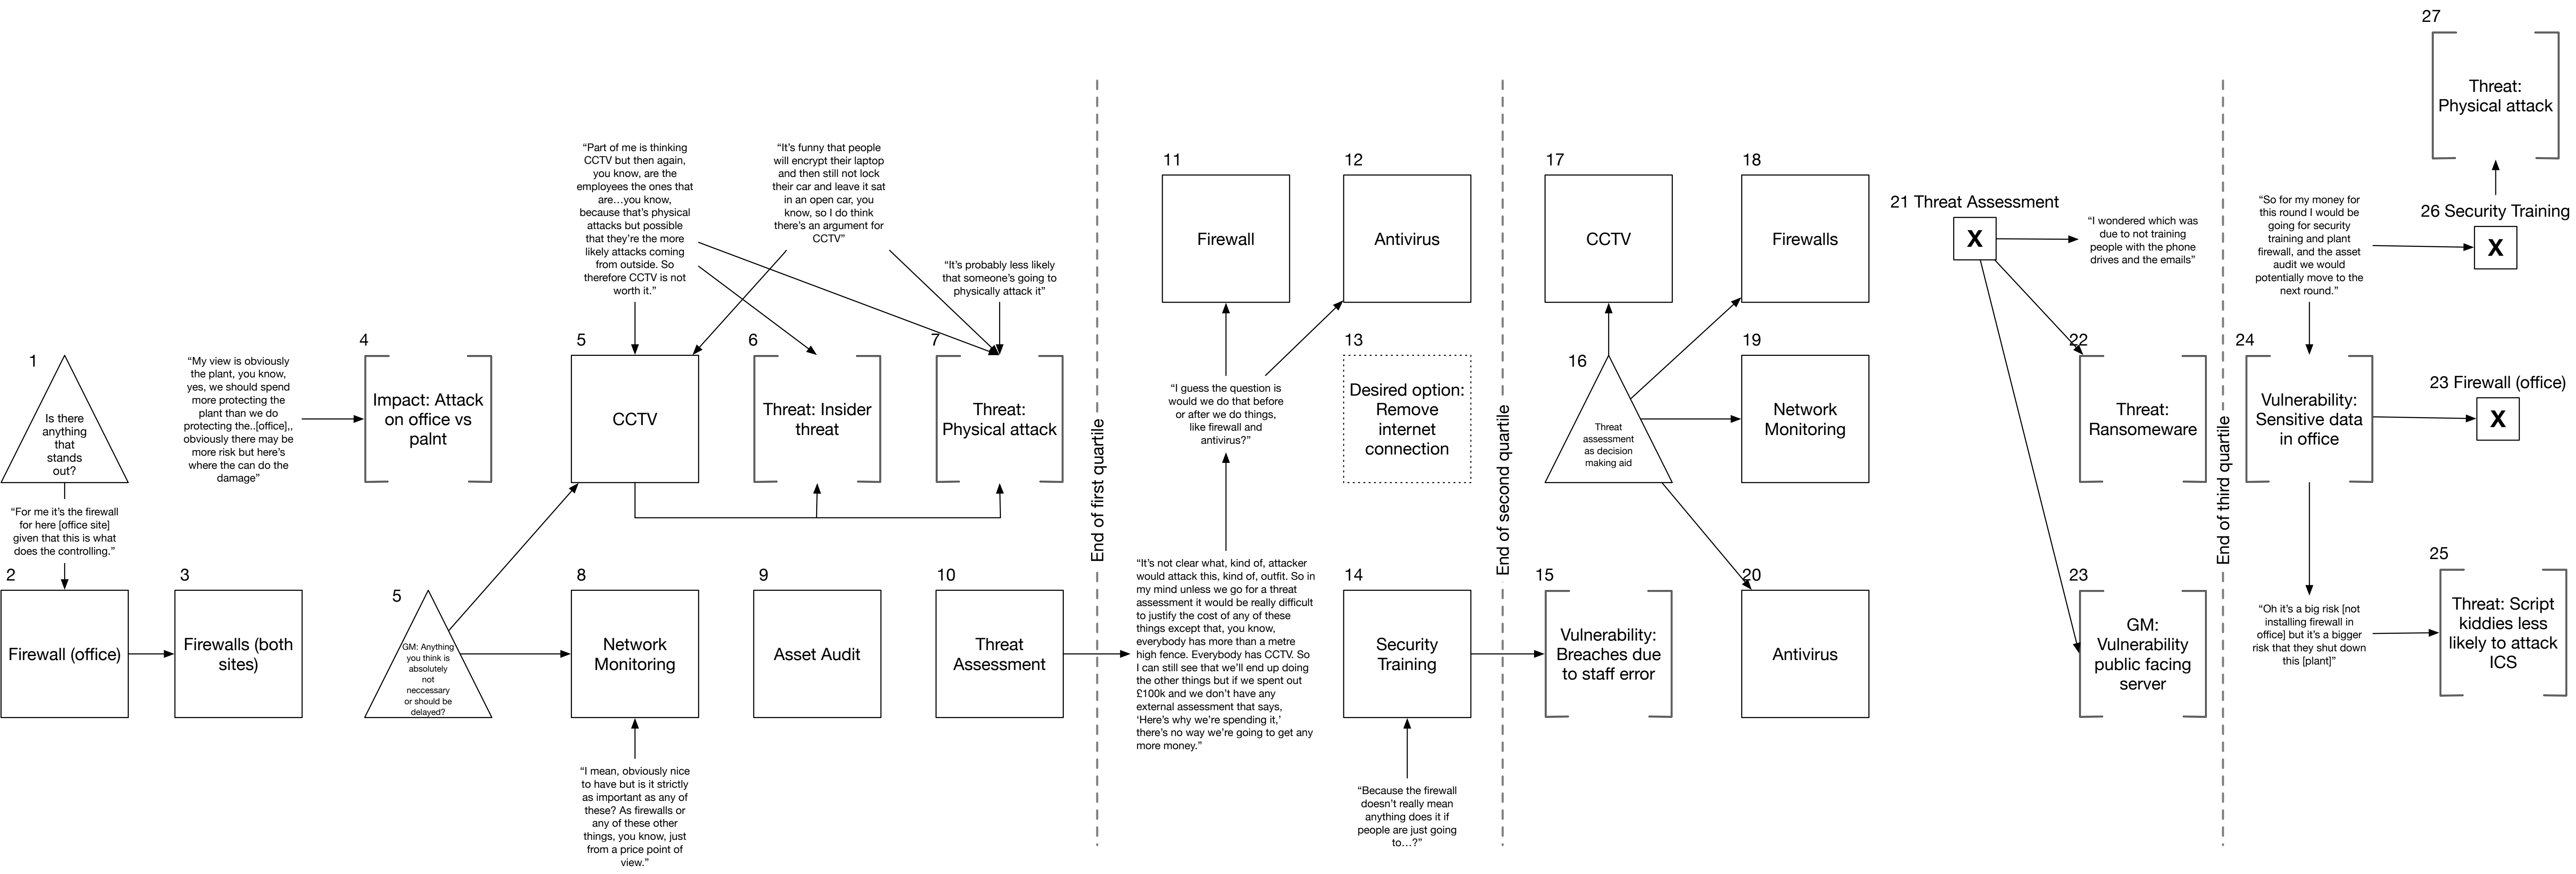 1
Is there
anything
that
stands
out?
“For me it’s the firewall
for here [office site]
given that this is what
does the controlling.”
2
Firewall (office)
3
Firewalls (both
sites)
“My view is obviously
the plant, you know,
yes, we should spend
more protecting the
plant than we do
protecting the..[office],,
obviously there may be
more risk but here’s
where the can do the
damage”
4
Impact: Attack
on office vs
palnt
5
GM: Anything
you think is
absolutely
not
neccessary
or should be
delayed?
“Part of me is thinking
CCTV but then again,
you know, are the
employees the ones that
are…you know,
because that’s physical
attacks but possible
that they’re the more
likely attacks coming
from outside. So
therefore CCTV is not
worth it.”
“It’s funny that people
will encrypt their laptop
and then still not lock
their car and leave it sat
in an open car, you
know, so I do think
there’s an argument for
CCTV”
“It’s probably less likely
that someone’s going to
physically attack it”
5
CCTV
6
Threat: Insider
threat
7
Threat:
Physical attack
8
Network
Monitoring
“I mean, obviously nice
to have but is it strictly
as important as any of
these? As firewalls or
any of these other
things, you know, just
from a price point of
view.”
9
Asset Audit
10
Threat
Assessment
End of first quartile
11
Firewall
12
Antivirus
“I guess the question is
would we do that before
or after we do things,
like firewall and
antivirus?”
13
Desired option:
Remove
internet
connection
“It’s not clear what, kind of, attacker
would attack this, kind of, outfit. So in
my mind unless we go for a threat
assessment it would be really difficult
to justify the cost of any of these
things except that, you know,
everybody has more than a metre
high fence. Everybody has CCTV. So
I can still see that we’ll end up doing
the other things but if we spent out
£100k and we don’t have any
external assessment that says,
‘Here’s why we’re spending it,’
there’s no way we’re going to get any
more money.”
14
Security
Training
“Because the firewall
doesn’t really mean
anything does it if
people are just going
to…?”
End of second quartile
15
Vulnerability:
Breaches due
to staff error
16
Threat
assessment
as decision
making aid
17
CCTV
18
Firewalls
19
Network
Monitoring
20
Antivirus
21 Threat Assessment
X
“I wondered which was
due to not training
people with the phone
drives and the emails”
22
Threat:
Ransomeware
23
GM:
Vulnerability
public facing
server
End of third quartile
“So for my money for
this round I would be
going for security
training and plant
firewall, and the asset
audit we would
potentially move to the
next round.”
24
Vulnerability:
Sensitive data
in office
“Oh it’s a big risk [not
installing firewall in
office] but it’s a bigger
risk that they shut down
this [plant]”
27
Threat:
Physical attack
26 Security Training
X
23 Firewall (office)
X
25
Threat: Script
kiddies less
likely to attack
ICS